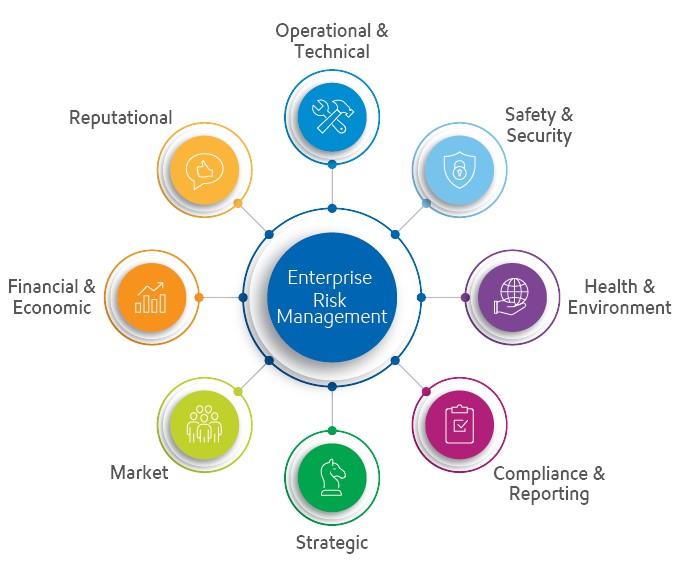 Operational &
Technical
Safety &
Security
Health &
Environment
Compliance &
Reporting
Strategic
Market
Financial &
Economic
Reputational
Enterprise
Risk
Management